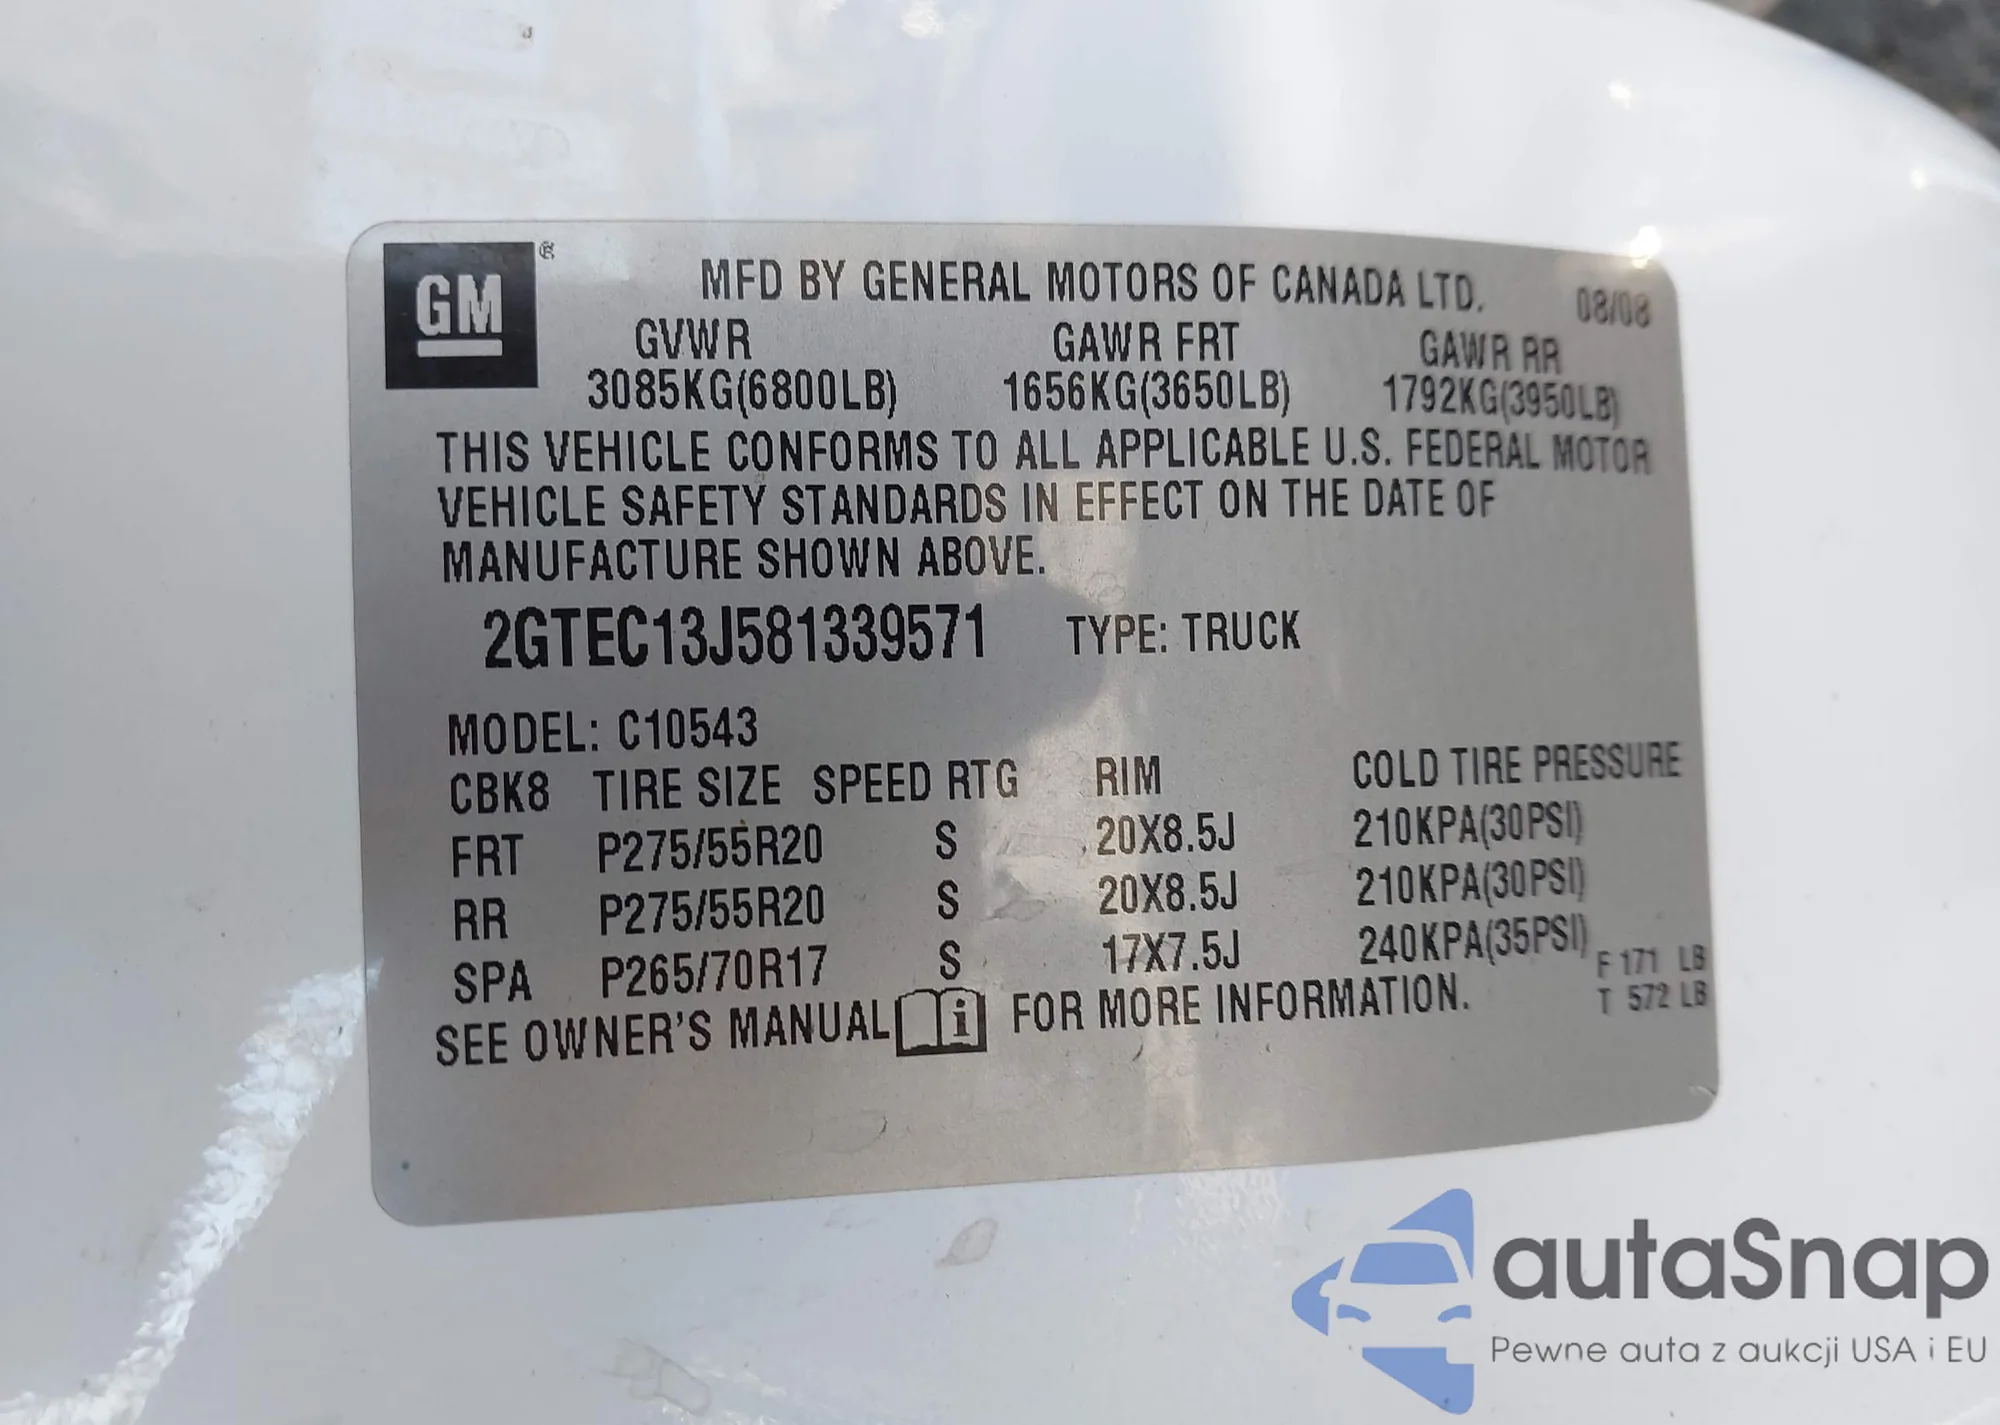 GM
MFD BY GENERAL MOTORS OF CANADA LTD. 08/08
GVWR GAWR FRT GAWR RR
3085KG(6800LB) 1656KG(3650LB) 1792KG(3950LB)
THIS VEHICLE CONFORMS TO ALL APPLICABLE U.S. FEDERAL MOTOR
VEHICLE SAFETY STANDARDS IN EFFECT ON THE DATE OF
MANUFACTURE SHOWN ABOVE.
2GTEC13J581339571 TYPE: TRUCK
MODEL: C10543
CBK8 TIRE SIZE SPEED RTG RIM COLD TIRE PRESSURE
FRT P275/55R20 S 20X8.5J 210KPA(30PSI)
RR P275/55R20 S 20X8.5J 210KPA(30PSI)
SPA P265/70R17 S 17X7.5J 240KPA(35PSI)
F 171 LB
T 572 LB
SEE OWNER'S MANUAL i FOR MORE INFORMATION.
autaSnap
Pewne auta z aukcji USA i EU